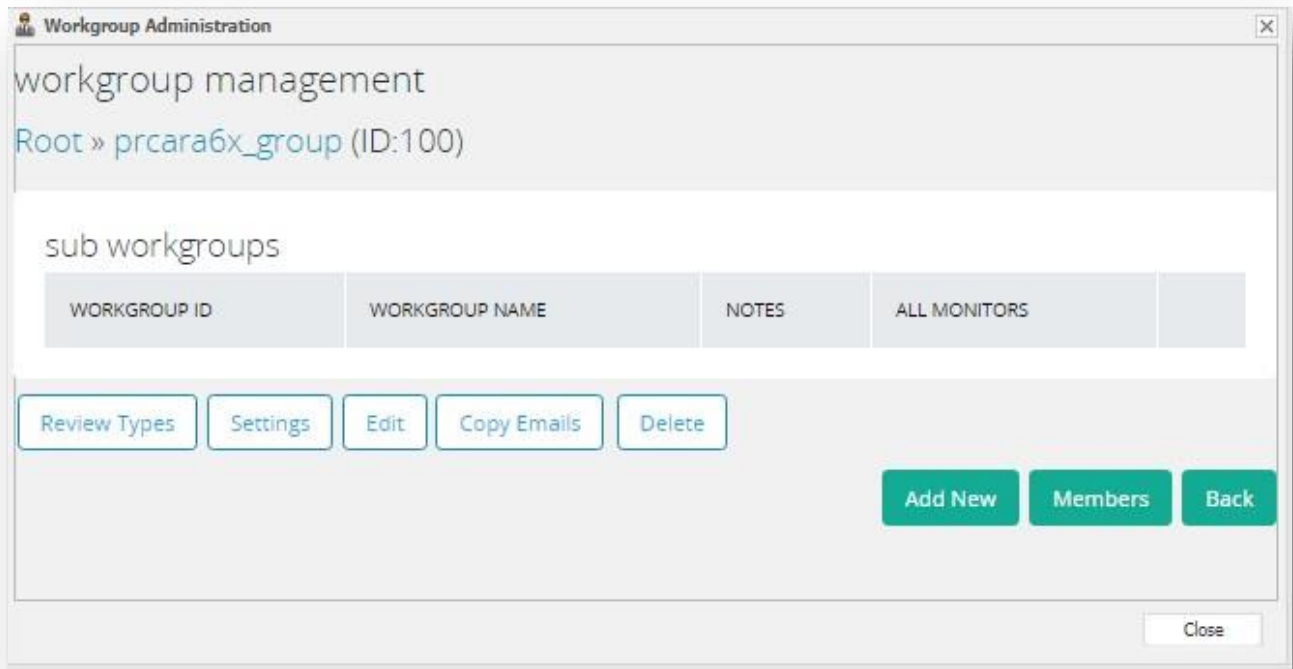 Workgroup Administration
workgroup management
Root » prcara6x_group (ID:100)
sub workgroups
WORKGROUP ID WORKGROUP NAME NOTES ALL MONITORS
Review Types Settings Edit Copy Emails Delete
Add New Members Back
Close